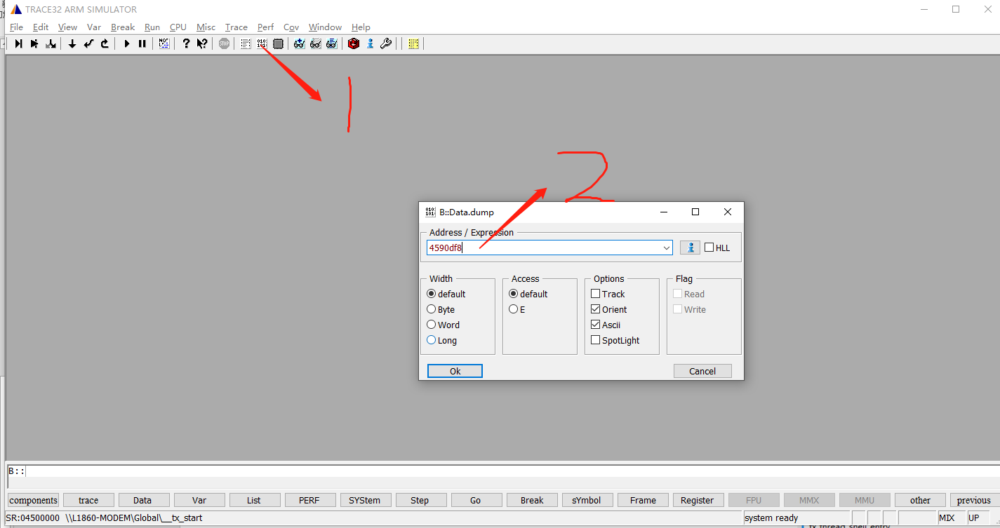 TRACE32 ARM SIMULATOR
File Edit View Var Break Run CPU Misc Trace Perf Cov Window Help
1
2
B::Data.dump
Address / Expression
4590df8
HLL
Width Access Options Flag
default default Track Read
Byte E Orient Write
Word Ascii
Long SpotLight
Ok Cancel
B::
components trace Data Var List PERF SYStem Step Go Break sYmbol Frame Register FPU MMX MMU other previous
SR:04500000 \\L1860-MODEM\Global\__tx_start system ready MIX UP